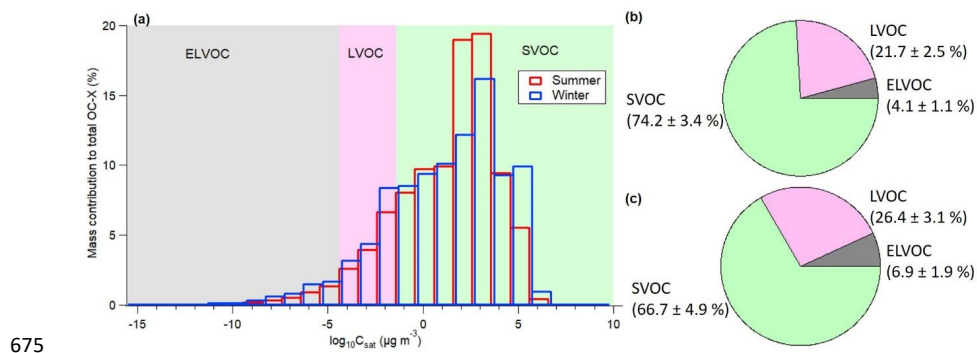 (a)
ELVOC
LVOC
SVOC
Summer
Winter
Mass contribution to total OC-X (%)
20
15
10
5
0
-15
-10
-5
0
5
10
log10Csat (µg m-3)
(b)
LVOC
(21.7 ± 2.5 %)
ELVOC
(4.1 ± 1.1 %)
SVOC
(74.2 ± 3.4 %)
(c)
LVOC
(26.4 ± 3.1 %)
ELVOC
(6.9 ± 1.9 %)
SVOC
(66.7 ± 4.9 %)
675